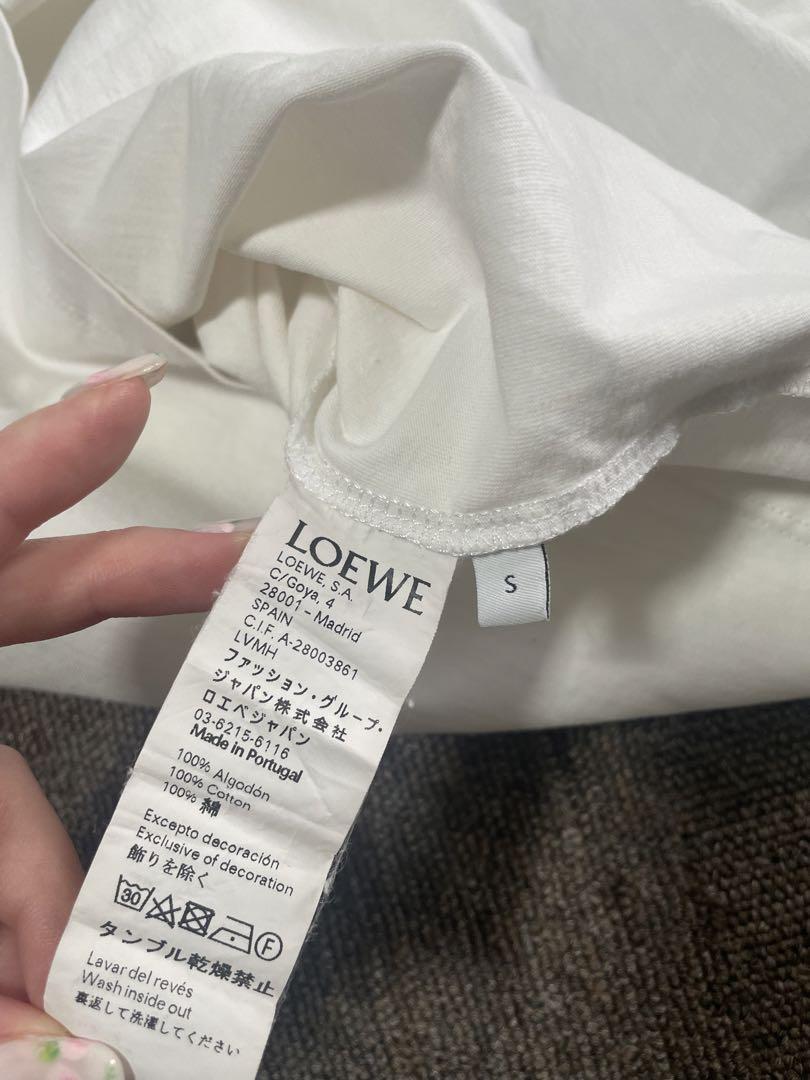 LOEWE
LOEWE, S.A.
C/Goya, 4
28001 - Madrid
SPAIN
C.I.F. A-28003861
LVMH
ファッション・グループ・
ジャパン株式会社
ロエベジャパン
03-6215-6116
Made in Portugal
100% Algodón
100% Cotton
100% 綿
Excepto decoración
Exclusive of decoration
飾りを除く
30
F
タンブル乾燥禁止
Lavar del revés
Wash inside out
裏返して洗濯してください
S